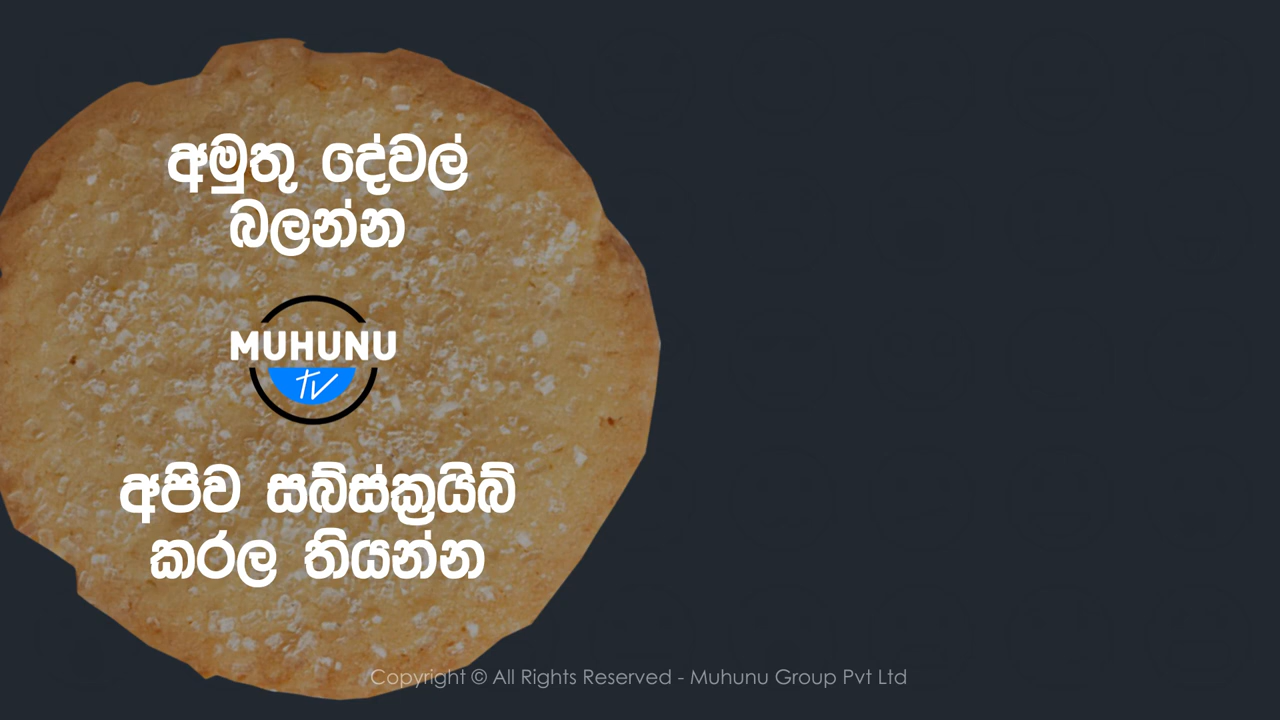 අමුතු දේවල්
බලන්න
MUHUNU
tv
අපිව සබ්ස්ක්‍රයිබ්
කරල තියන්න
Copyright © All Rights Reserved - Muhunu Group Pvt Ltd